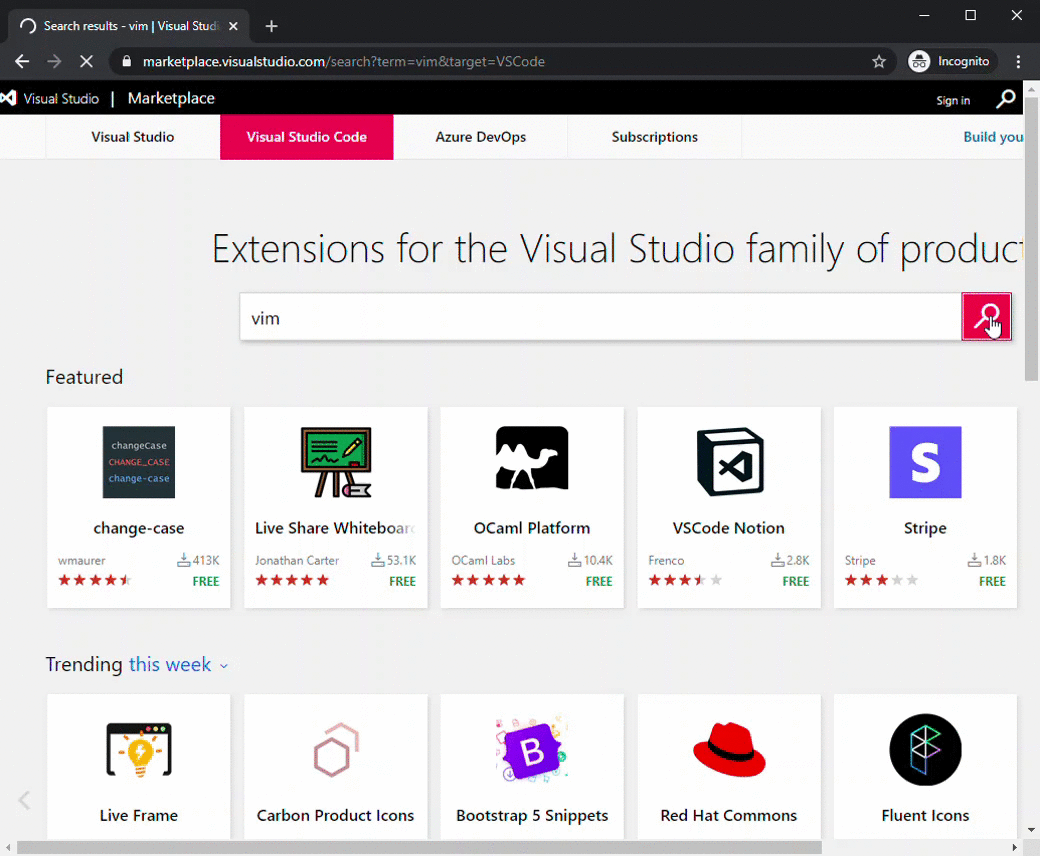 Search results - vim | Visual Studi
marketplace.visualstudio.com/search?term=vim&target=VSCode
Incognito
Visual Studio | Marketplace
Sign in
Visual Studio
Visual Studio Code
Azure DevOps
Subscriptions
Build you
Extensions for the Visual Studio family of product
vim
Featured
changeCase
CHANGE_CASE
change-case
S
change-case
Live Share Whiteboard
OCaml Platform
VSCode Notion
Stripe
wmaurer 413K
Jonathan Carter 53.1K
OCaml Labs 10.4K
Frenco 2.8K
Stripe 1.8K
FREE
FREE
FREE
FREE
FREE
Trending this week
B
Live Frame
Carbon Product Icons
Bootstrap 5 Snippets
Red Hat Commons
Fluent Icons